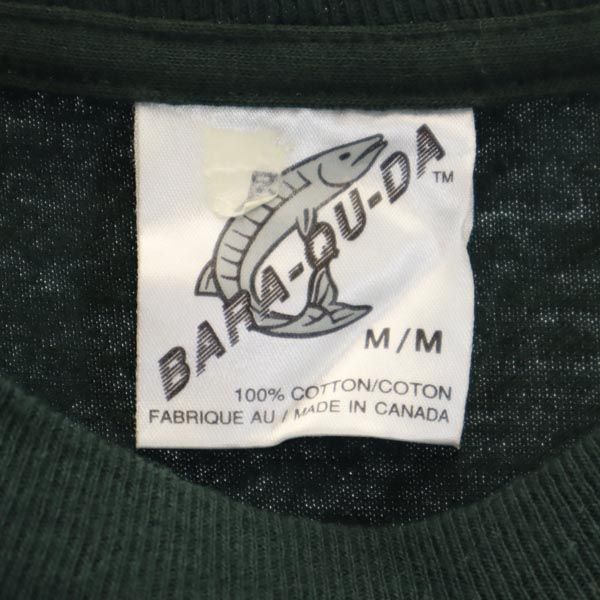 BARA-QU-DA™
M/M
100% COTTON/COTON
FABRIQUE AU / MADE IN CANADA